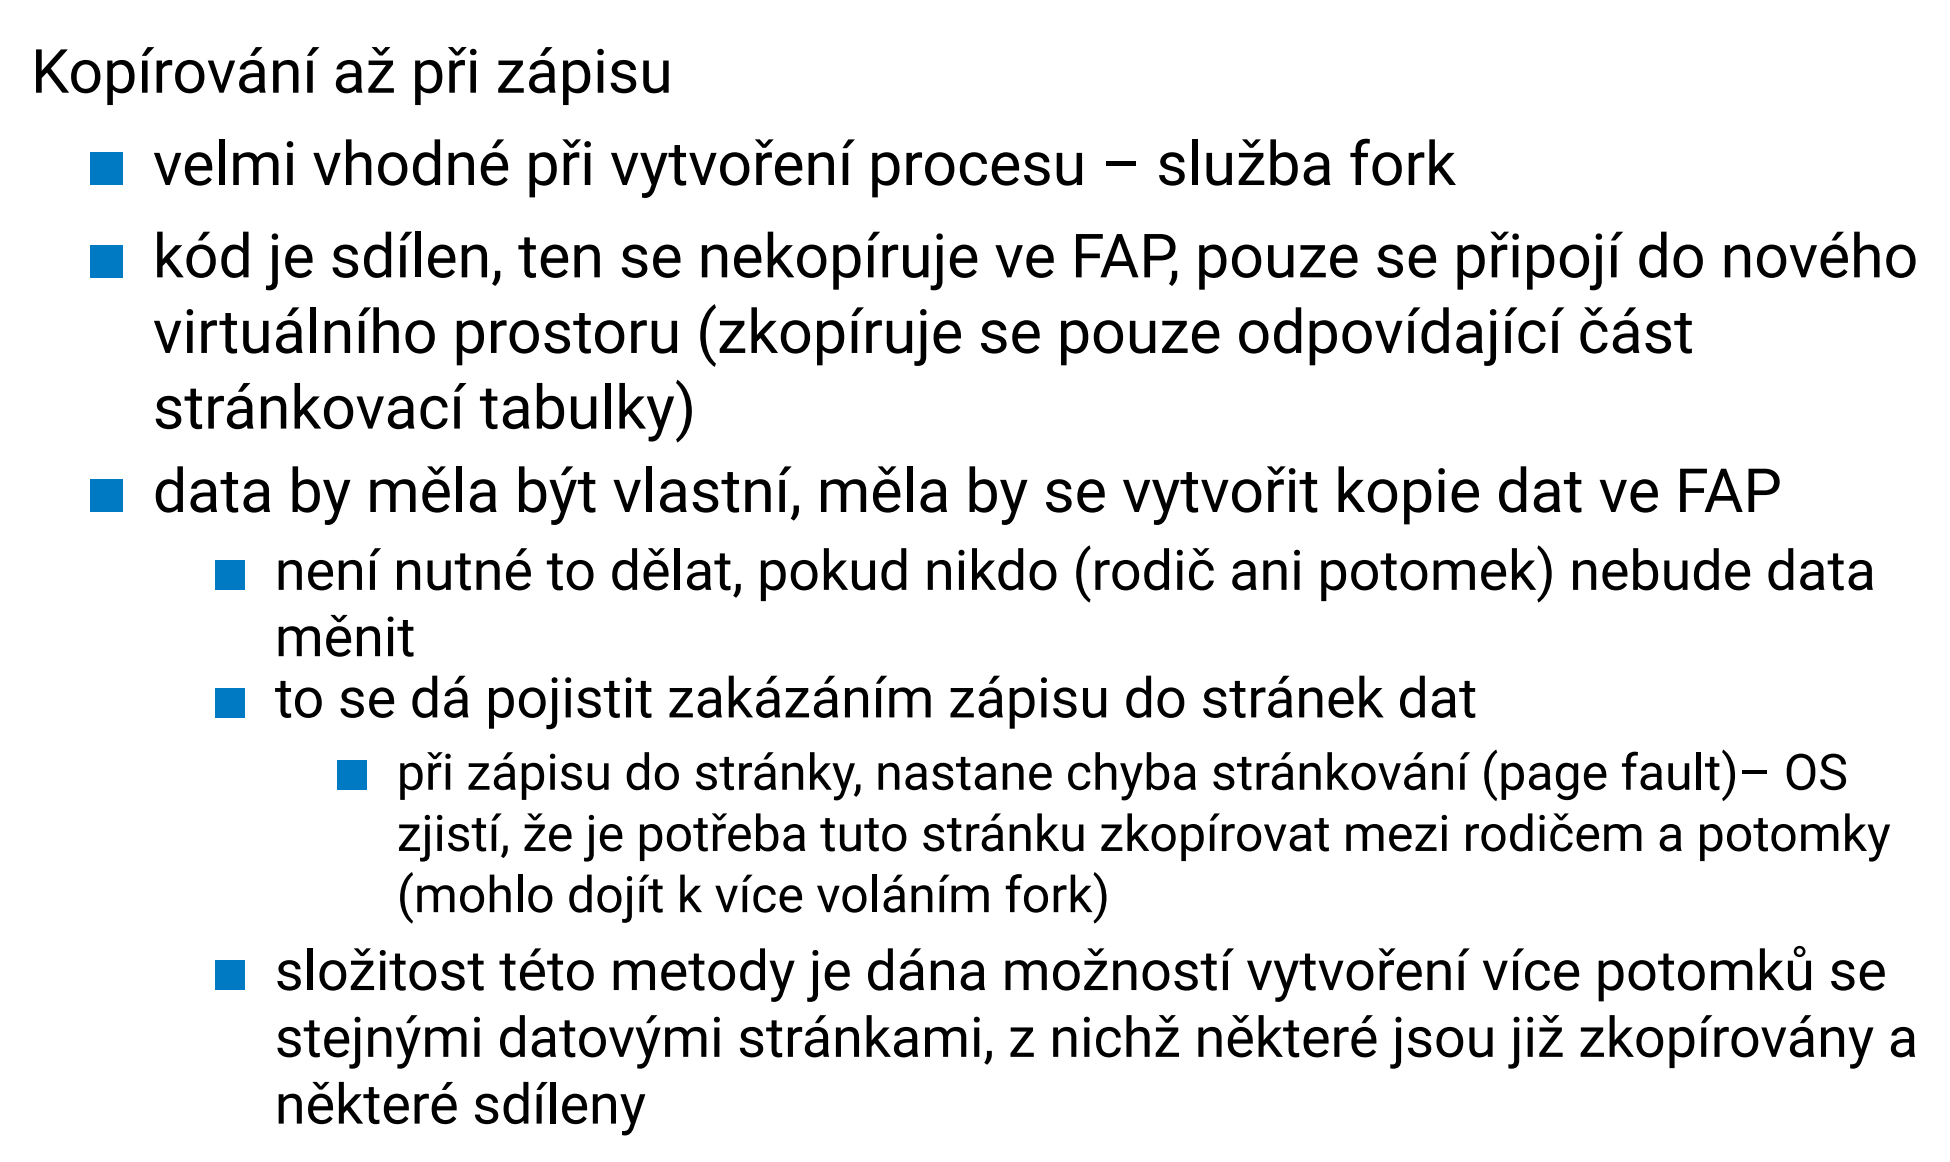 Kopírování až při zápisu
velmi vhodné při vytvoření procesu – služba fork
kód je sdílen, ten se nekopíruje ve FAP, pouze se připojí do nového
virtuálního prostoru (zkopíruje se pouze odpovídající část
stránkovací tabulky)
data by měla být vlastní, měla by se vytvořit kopie dat ve FAP
není nutné to dělat, pokud nikdo (rodič ani potomek) nebude data
měnit
to se dá pojistit zakázáním zápisu do stránek dat
při zápisu do stránky, nastane chyba stránkování (page fault)– OS
zjistí, že je potřeba tuto stránku zkopírovat mezi rodičem a potomky
(mohlo dojít k více voláním fork)
složitost této metody je dána možností vytvoření více potomků se
stejnými datovými stránkami, z nichž některé jsou již zkopírovány a
některé sdíleny